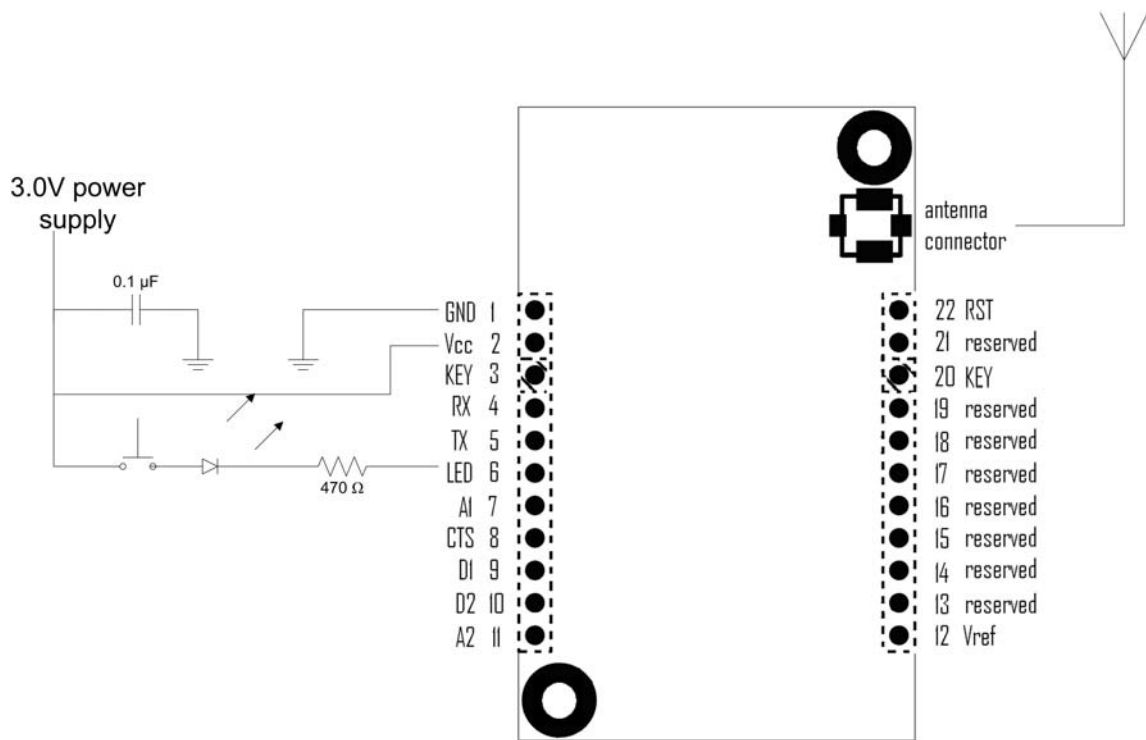 3.0V power
supply
0.1 µF
antenna
connector
GND 1
Vcc 2
KEY 3
RX 4
TX 5
LED 6
470 Ω
A1 7
CTS 8
D1 9
D2 10
A2 11
22 RST
21 reserved
20 KEY
19 reserved
18 reserved
17 reserved
16 reserved
15 reserved
14 reserved
13 reserved
12 Vref